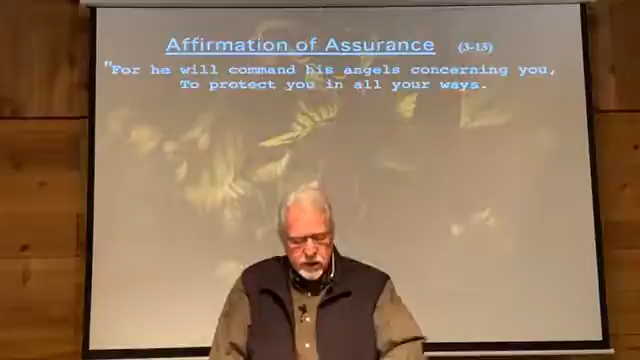 Affirmation of Assurance (3-13)
"For he will command his angels concerning you,
To protect you in all your ways.